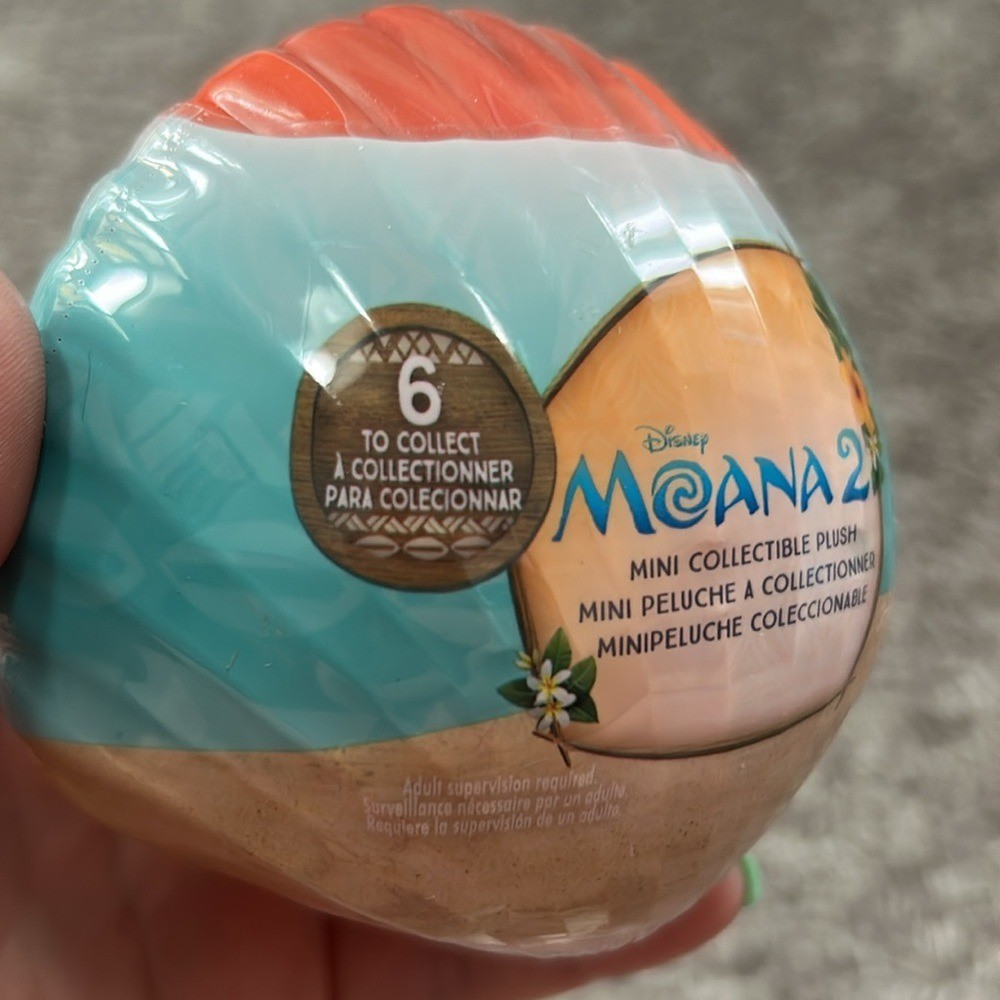 6
TO COLLECT
À COLLECTIONNER
PARA COLECIONNAR
Disney
MOANA 2
MINI COLLECTIBLE PLUSH
MINI PELUCHE A COLLECTIONNER
MINIPELUCHE COLECCIONABLE
Adult supervision required.
Surveillance nécessaire par un adulte.
Requiere la supervisión de un adulto.